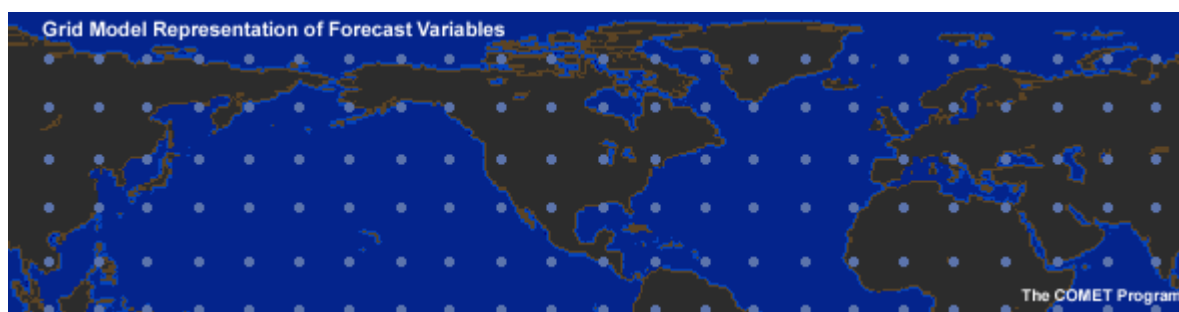 Grid Model Representation of Forecast Variables
The COMET Program